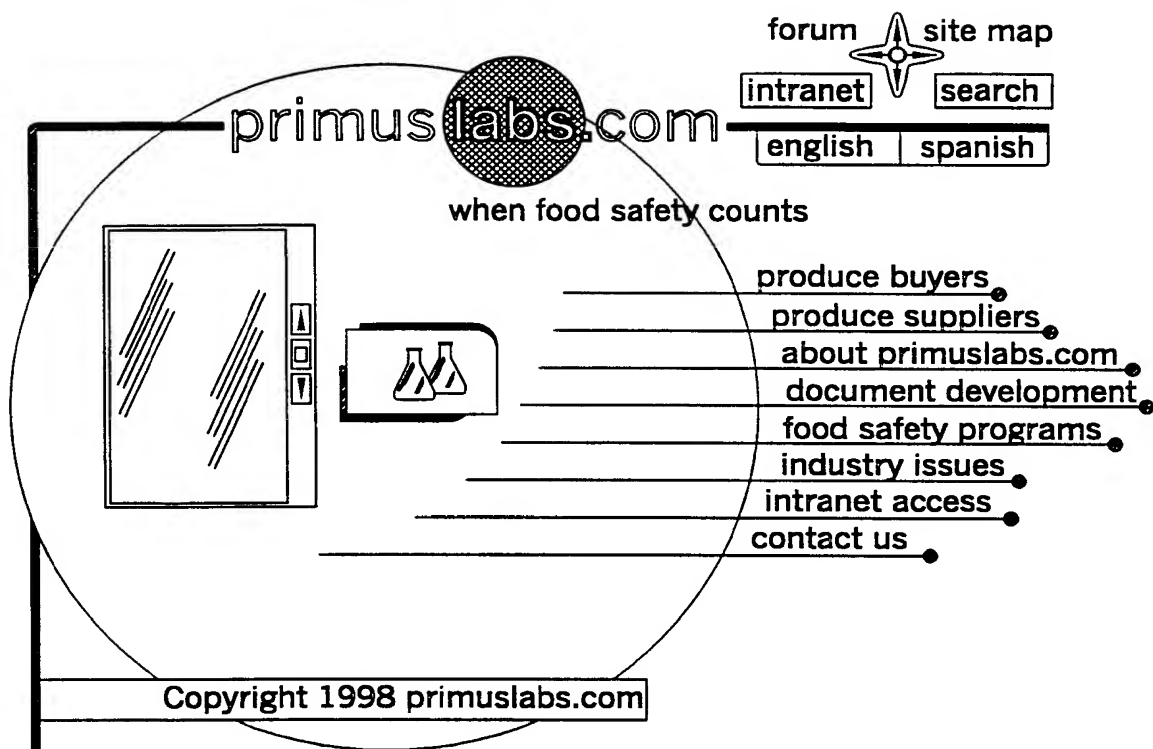 forum site map
intranet search
primuslabs.com
english spanish
when food safety counts
produce buyers
produce suppliers
about primuslabs.com
document development
food safety programs
industry issues
intranet access
contact us
Copyright 1998 primuslabs.com